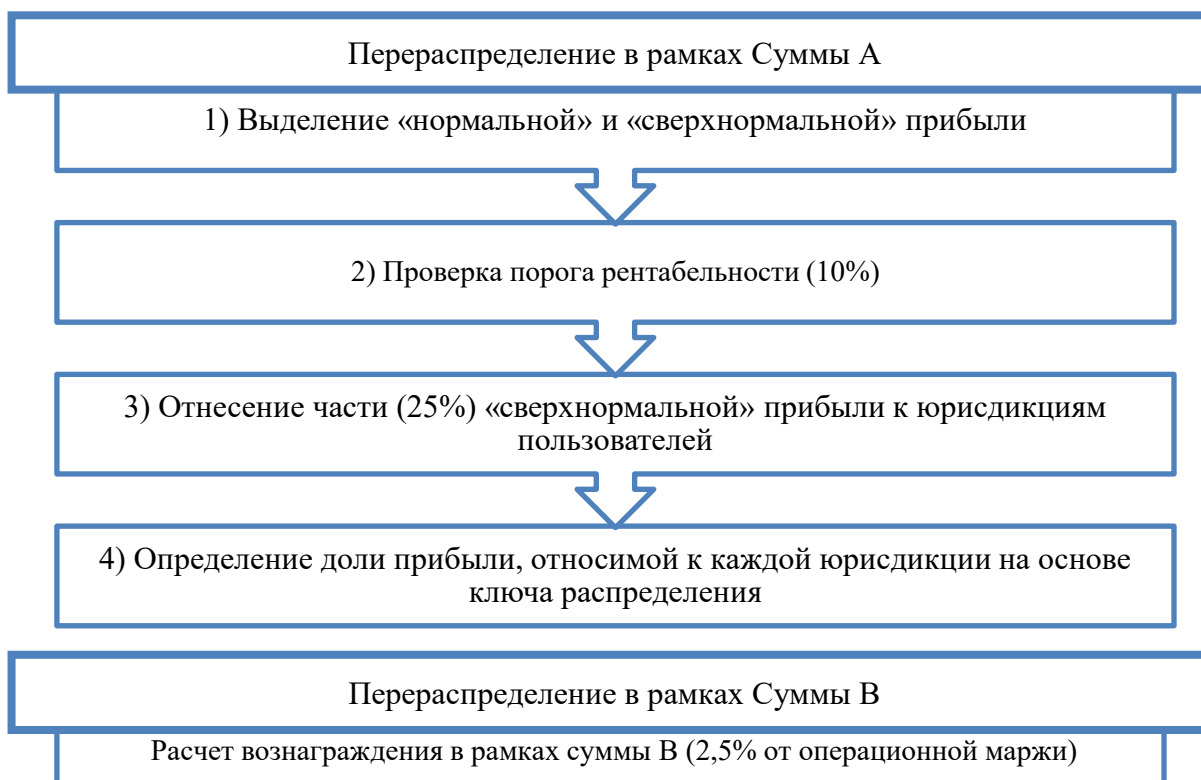 Перераспределение в рамках Суммы А
1) Выделение «нормальной» и «сверхнормальной» прибыли
2) Проверка порога рентабельности (10%)
3) Отнесение части (25%) «сверхнормальной» прибыли к юрисдикциям
пользователей
4) Определение доли прибыли, относимой к каждой юрисдикции на основе
ключа распределения
Перераспределение в рамках Суммы В
Расчет вознаграждения в рамках суммы В (2,5% от операционной маржи)